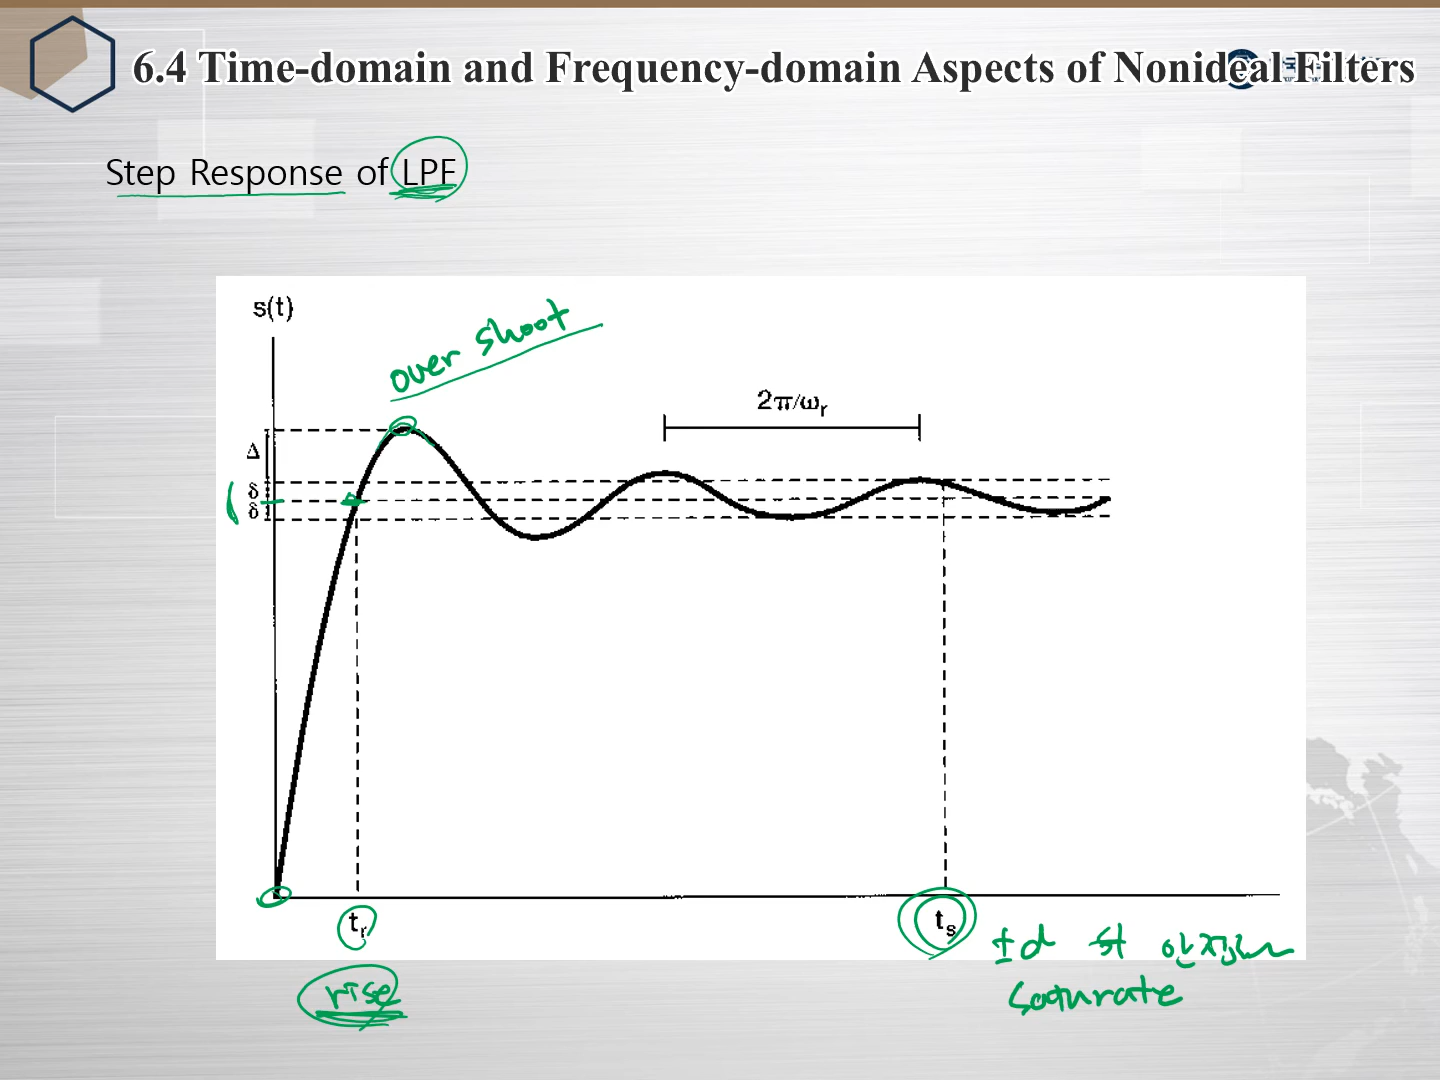 6.4 Time-domain and Frequency-domain Aspects of Nonideal Filters
Step Response of LPF
s(t)
over shoot
2π/ωr
Δ
δ
δ
tr
ts
±d
rise
saturate